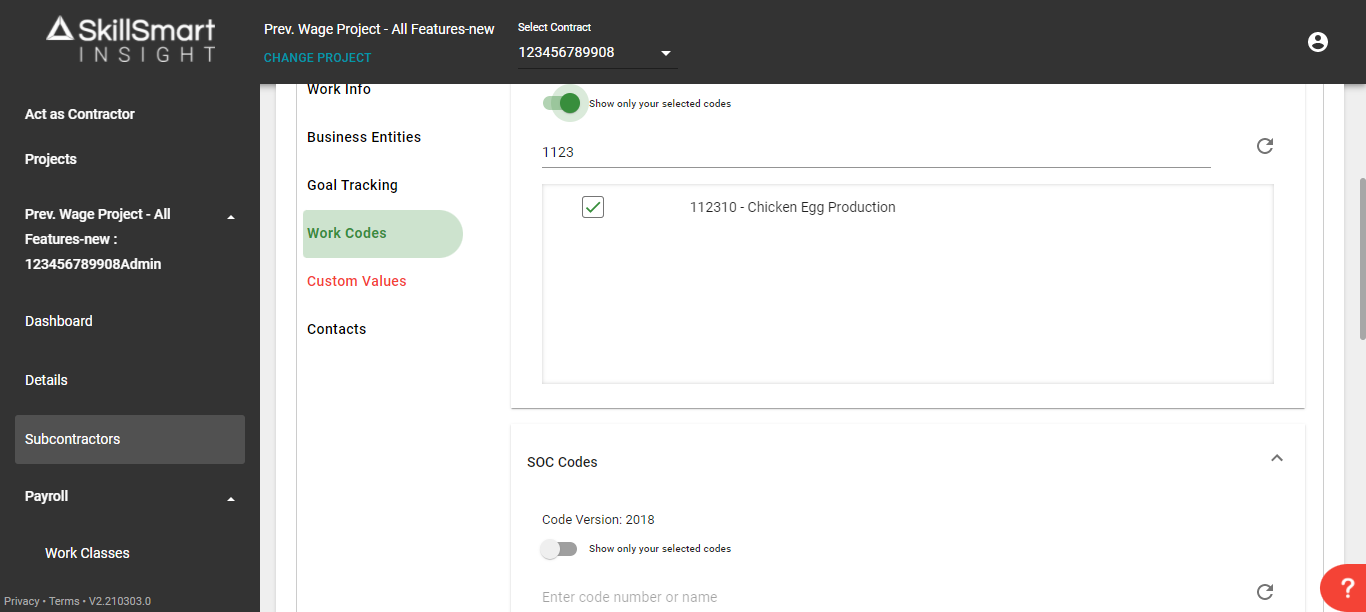 SkillSmart
INSIGHT
Prev. Wage Project - All Features-new
CHANGE PROJECT
Select Contract
123456789908
Act as Contractor
Projects
Prev. Wage Project - All
Features-new :
123456789908Admin
Dashboard
Details
Subcontractors
Payroll
Work Classes
Privacy • Terms • V2.210303.0
Work Info
Business Entities
Goal Tracking
Work Codes
Custom Values
Contacts
Show only your selected codes
1123
112310 - Chicken Egg Production
SOC Codes
Code Version: 2018
Show only your selected codes
Enter code number or name
?